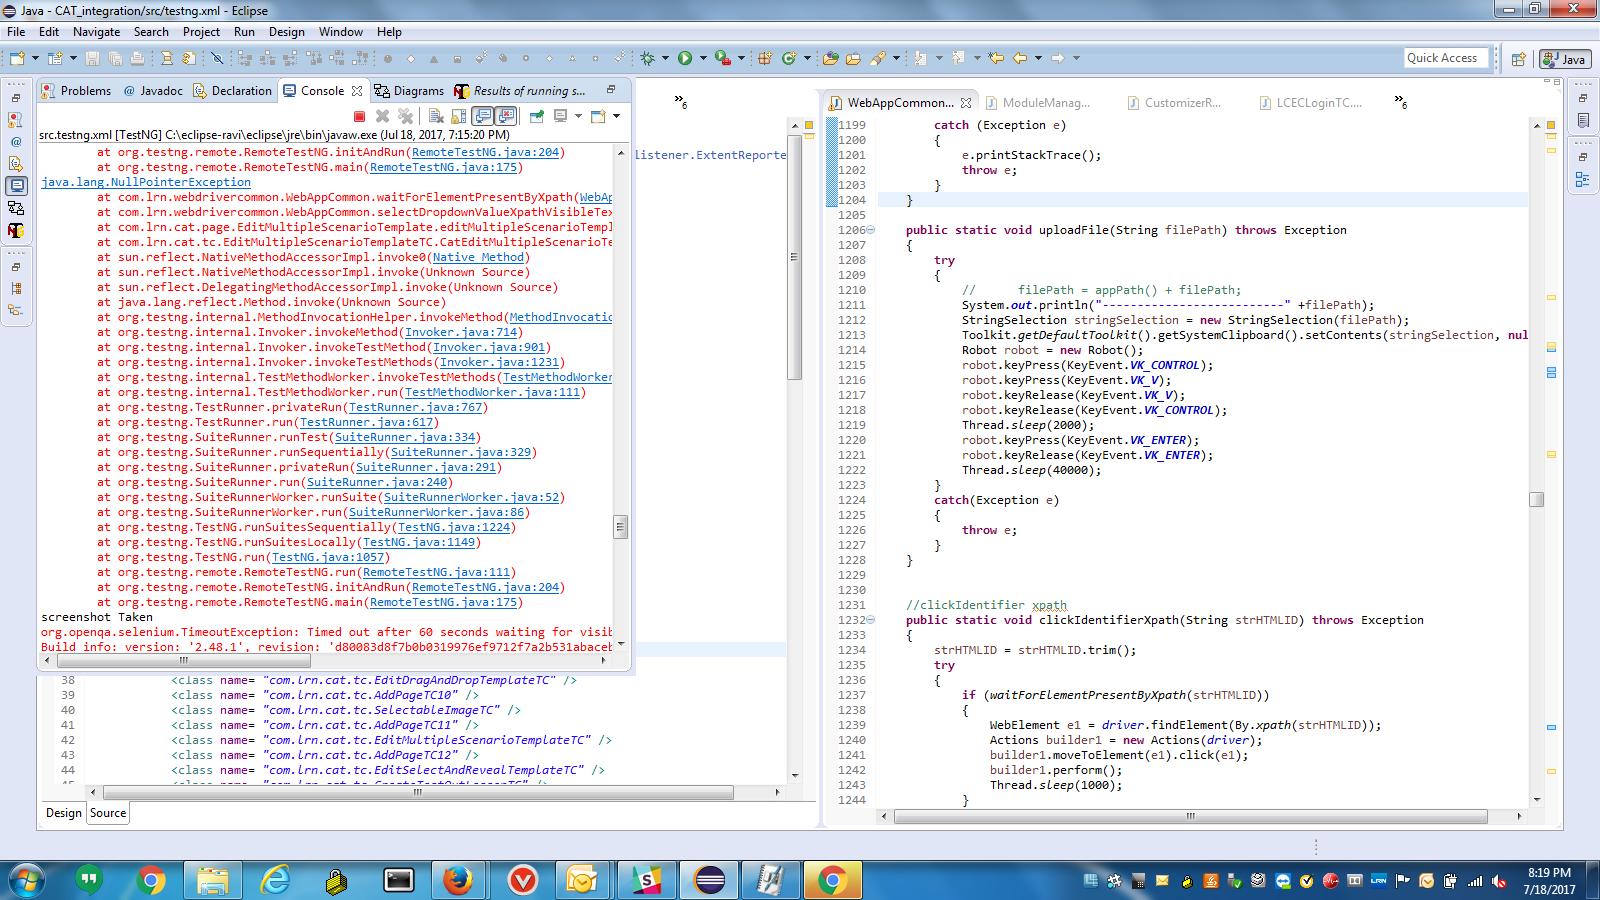 Java - CAT_integration/src/testng.xml - Eclipse
File Edit Navigate Search Project Run Design Window Help
Quick Access
Java
Problems
@ Javadoc
Declaration
Console
Diagrams
Results of running s...
src.testng.xml [TestNG] C:\eclipse-ravi\eclipse\jre\bin\javaw.exe (Jul 18, 2017, 7:15:20 PM)
at org.testng.remote.RemoteTestNG.initAndRun(RemoteTestNG.java:204)
at org.testng.remote.RemoteTestNG.main(RemoteTestNG.java:175)
java.lang.NullPointerException
at com.lrn.webdrivercommon.WebAppCommon.waitForElementPresentByXpath(WebAp
at com.lrn.webdrivercommon.WebAppCommon.selectDropdownValueXpathVisibleTex
at com.lrn.cat.page.EditMultipleScenarioTemplate.editMultipleScenarioTempl
at com.lrn.cat.tc.EditMultipleScenarioTemplateTC.CatEditMultipleScenarioTe
at sun.reflect.NativeMethodAccessorImpl.invoke0(Native Method)
at sun.reflect.NativeMethodAccessorImpl.invoke(Unknown Source)
at sun.reflect.DelegatingMethodAccessorImpl.invoke(Unknown Source)
at java.lang.reflect.Method.invoke(Unknown Source)
at org.testng.internal.MethodInvocationHelper.invokeMethod(MethodInvocatio
at org.testng.internal.Invoker.invokeMethod(Invoker.java:714)
at org.testng.internal.Invoker.invokeTestMethod(Invoker.java:901)
at org.testng.internal.Invoker.invokeTestMethods(Invoker.java:1231)
at org.testng.internal.TestMethodWorker.invokeTestMethods(TestMethodWorker
at org.testng.internal.TestMethodWorker.run(TestMethodWorker.java:111)
at org.testng.TestRunner.privateRun(TestRunner.java:767)
at org.testng.TestRunner.run(TestRunner.java:617)
at org.testng.SuiteRunner.runTest(SuiteRunner.java:334)
at org.testng.SuiteRunner.runSequentially(SuiteRunner.java:329)
at org.testng.SuiteRunner.privateRun(SuiteRunner.java:291)
at org.testng.SuiteRunner.run(SuiteRunner.java:240)
at org.testng.SuiteRunnerWorker.runSuite(SuiteRunnerWorker.java:52)
at org.testng.SuiteRunnerWorker.run(SuiteRunnerWorker.java:86)
at org.testng.TestNG.runSuitesSequentially(TestNG.java:1224)
at org.testng.TestNG.runSuitesLocally(TestNG.java:1149)
at org.testng.TestNG.run(TestNG.java:1057)
at org.testng.remote.RemoteTestNG.run(RemoteTestNG.java:111)
at org.testng.remote.RemoteTestNG.initAndRun(RemoteTestNG.java:204)
at org.testng.remote.RemoteTestNG.main(RemoteTestNG.java:175)
screenshot Taken
org.openqa.selenium.TimeoutException: Timed out after 60 seconds waiting for visib
Build info: version: '2.48.1', revision: 'd80083d8f7b0b0319976ef9712f7a2b531abaceb
»6
listener.ExtentReporte
38 <class name= "com.lrn.cat.tc.EditDragAndDropTemplateTC" />
39 <class name= "com.lrn.cat.tc.AddPageTC10" />
40 <class name= "com.lrn.cat.tc.SelectableImageTC" />
41 <class name= "com.lrn.cat.tc.AddPageTC11" />
42 <class name= "com.lrn.cat.tc.EditMultipleScenarioTemplateTC" />
43 <class name= "com.lrn.cat.tc.AddPageTC12" />
44 <class name= "com.lrn.cat.tc.EditSelectAndRevealTemplateTC" />
Design Source
WebAppCommon...
ModuleManag...
CustomizerR...
LCECLoginTC....
»6
1199 catch (Exception e)
1200 {
1201 e.printStackTrace();
1202 throw e;
1203 }
1204 }
1205
1206 public static void uploadFile(String filePath) throws Exception
1207 {
1208 try
1209 {
1210 // filePath = appPath() + filePath;
1211 System.out.println("--------------------------" +filePath);
1212 StringSelection stringSelection = new StringSelection(filePath);
1213 Toolkit.getDefaultToolkit().getSystemClipboard().setContents(stringSelection, nul
1214 Robot robot = new Robot();
1215 robot.keyPress(KeyEvent.VK_CONTROL);
1216 robot.keyPress(KeyEvent.VK_V);
1217 robot.keyRelease(KeyEvent.VK_V);
1218 robot.keyRelease(KeyEvent.VK_CONTROL);
1219 Thread.sleep(2000);
1220 robot.keyPress(KeyEvent.VK_ENTER);
1221 robot.keyRelease(KeyEvent.VK_ENTER);
1222 Thread.sleep(40000);
1223 }
1224 catch(Exception e)
1225 {
1226 throw e;
1227 }
1228 }
1229
1230
1231 //clickIdentifier xpath
1232 public static void clickIdentifierXpath(String strHTMLID) throws Exception
1233 {
1234 strHTMLID = strHTMLID.trim();
1235 try
1236 {
1237 if (waitForElementPresentByXpath(strHTMLID))
1238 {
1239 WebElement e1 = driver.findElement(By.xpath(strHTMLID));
1240 Actions builder1 = new Actions(driver);
1241 builder1.moveToElement(e1).click(e1);
1242 builder1.perform();
1243 Thread.sleep(1000);
1244 }
8:19 PM
7/18/2017